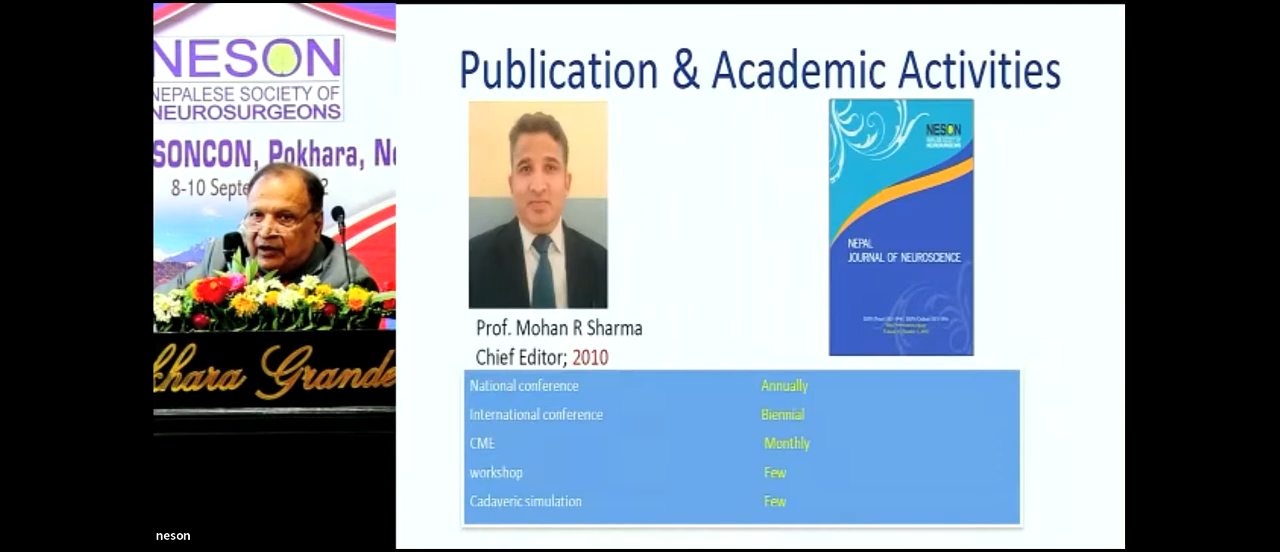 NESON
NEPALESE SOCIETY OF
NEUROSURGEONS
SONCON, Pokhara, Ne
8-10 Septe 2
khara Grande
neson
Publication & Academic Activities
NESON
NEPAL
JOURNAL OF NEUROSCIENCE
Prof. Mohan R Sharma
Chief Editor; 2010
National conference Annually
International conference Biennial
CME Monthly
workshop Few
Cadaveric simulation Few